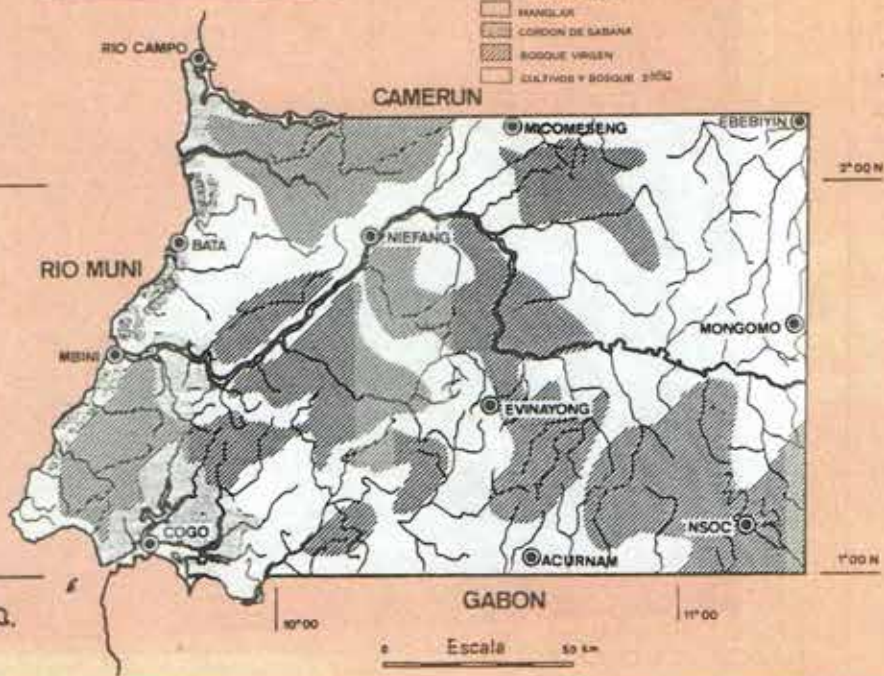 MANGLAR
CORDON DE SABANA
BOSQUE VIRGEN
CULTIVOS Y BOSQUE
RIO CAMPO
CAMERUN
MICOMESENG
EBEBIYIN
2°00 N
BATA
NIEFANG
RIO MUNI
MONGOMO
MBINI
EVINAYONG
COGO
NSOC
ACURNAM
1°00 N
GABON
10°00
11°00
0 Escala 50 km